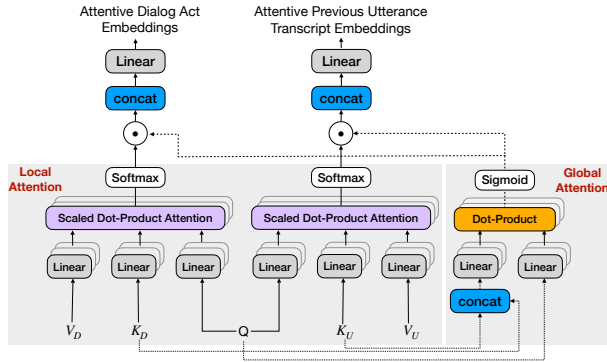 Attentive Dialog Act
Embeddings
Attentive Previous Utterance
Transcript Embeddings
Linear
Linear
concat
concat
Local
Attention
Softmax
Softmax
Sigmoid
Global
Attention
Scaled Dot-Product Attention
Scaled Dot-Product Attention
Dot-Product
Linear
Linear
Linear
Linear
Linear
Linear
Linear
Linear
concat
V_D
K_D
Q
K_U
V_U